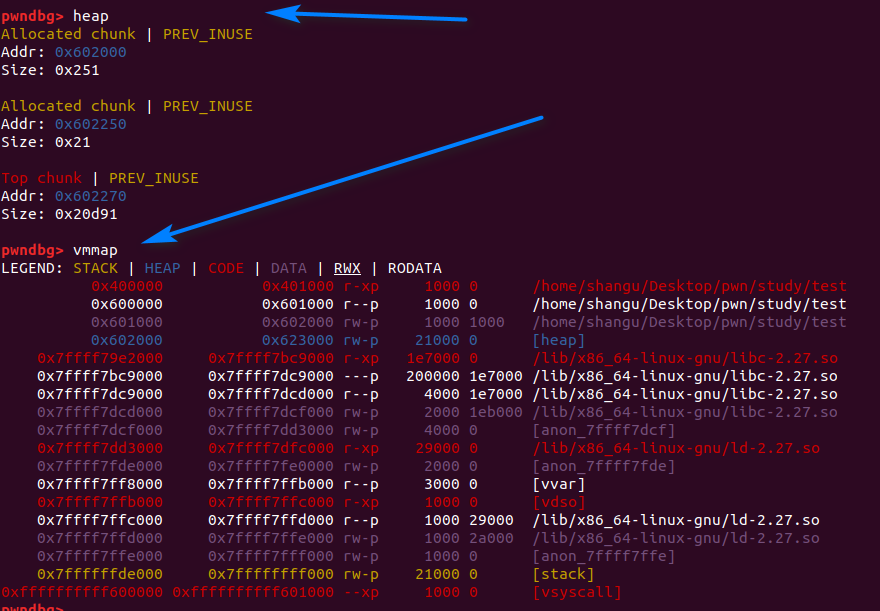 pwndbg> heap
Allocated chunk | PREV_INUSE
Addr: 0x602000
Size: 0x251
Allocated chunk | PREV_INUSE
Addr: 0x602250
Size: 0x21
Top chunk | PREV_INUSE
Addr: 0x602270
Size: 0x20d91
pwndbg> vmmap
LEGEND: STACK | HEAP | CODE | DATA | RWX | RODATA
0x400000 0x401000 r-xp 1000 0 /home/shangu/Desktop/pwn/study/test
0x600000 0x601000 r--p 1000 0 /home/shangu/Desktop/pwn/study/test
0x601000 0x602000 rw-p 1000 1000 /home/shangu/Desktop/pwn/study/test
0x602000 0x623000 rw-p 21000 0 [heap]
0x7ffff79e2000 0x7ffff7bc9000 r-xp 1e7000 0 /lib/x86_64-linux-gnu/libc-2.27.so
0x7ffff7bc9000 0x7ffff7dc9000 ---p 200000 1e7000 /lib/x86_64-linux-gnu/libc-2.27.so
0x7ffff7dc9000 0x7ffff7dcd000 r--p 4000 1e7000 /lib/x86_64-linux-gnu/libc-2.27.so
0x7ffff7dcd000 0x7ffff7dcf000 rw-p 2000 1eb000 /lib/x86_64-linux-gnu/libc-2.27.so
0x7ffff7dcf000 0x7ffff7dd3000 rw-p 4000 0 [anon_7ffff7dcf]
0x7ffff7dd3000 0x7ffff7dfc000 r-xp 29000 0 /lib/x86_64-linux-gnu/ld-2.27.so
0x7ffff7fde000 0x7ffff7fe0000 rw-p 2000 0 [anon_7ffff7fde]
0x7ffff7ff8000 0x7ffff7ffb000 r--p 3000 0 [vvar]
0x7ffff7ffb000 0x7ffff7ffc000 r-xp 1000 0 [vdso]
0x7ffff7ffc000 0x7ffff7ffd000 r--p 1000 29000 /lib/x86_64-linux-gnu/ld-2.27.so
0x7ffff7ffd000 0x7ffff7ffe000 rw-p 1000 2a000 /lib/x86_64-linux-gnu/ld-2.27.so
0x7ffff7ffe000 0x7ffff7fff000 rw-p 1000 0 [anon_7ffff7ffe]
0x7ffffffde000 0x7ffffffff000 rw-p 21000 0 [stack]
0xffffffffff600000 0xffffffffff601000 --xp 1000 0 [vsyscall]
pwndbg>